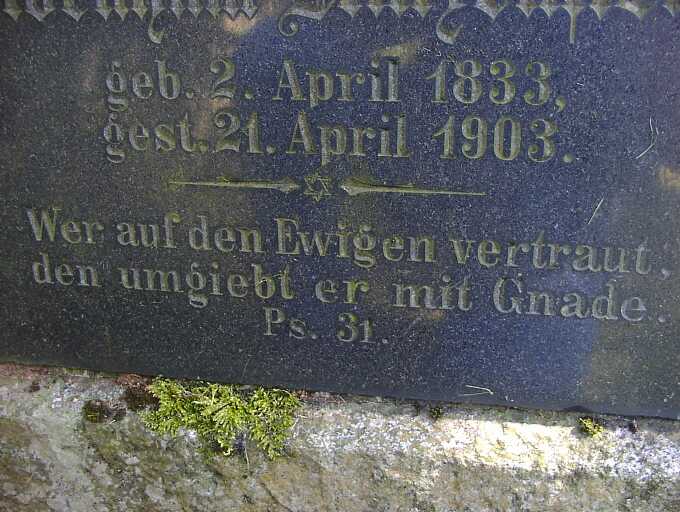 geb. 2. April 1833,
gest. 21. April 1903.
Wer auf den Ewigen vertraut,
den umgiebt er mit Gnade.
Ps. 31.